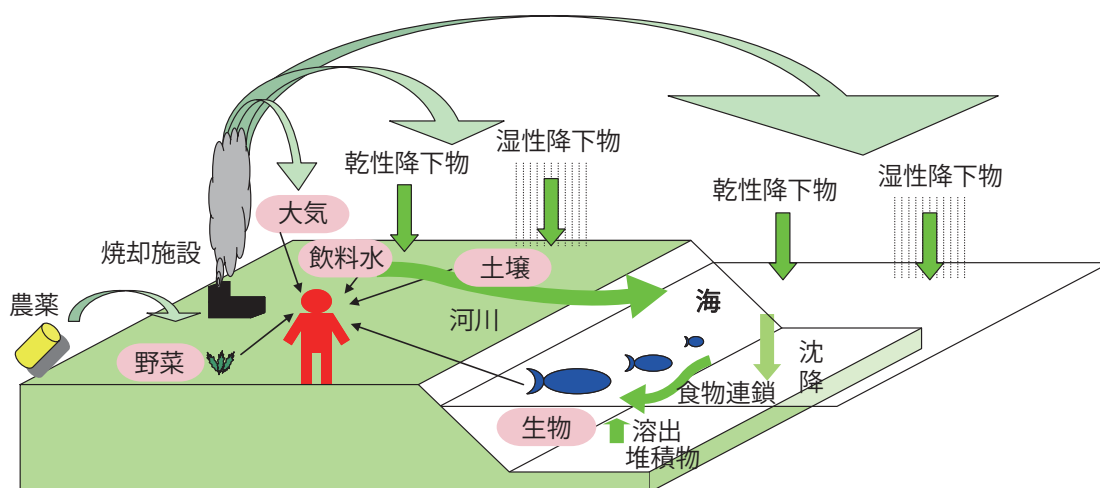 湿性降下物
乾性降下物
湿性降下物
乾性降下物
大気
焼却施設
飲料水
土壌
農薬
海
河川
野菜
沈降
食物連鎖
生物
溶出
堆積物